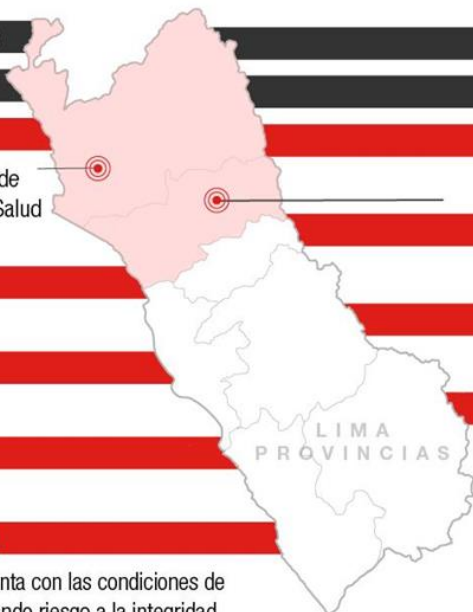 de
Salud
LIMA
PROVINCIAS
nta con las condiciones de
ndo riesgo a la integridad